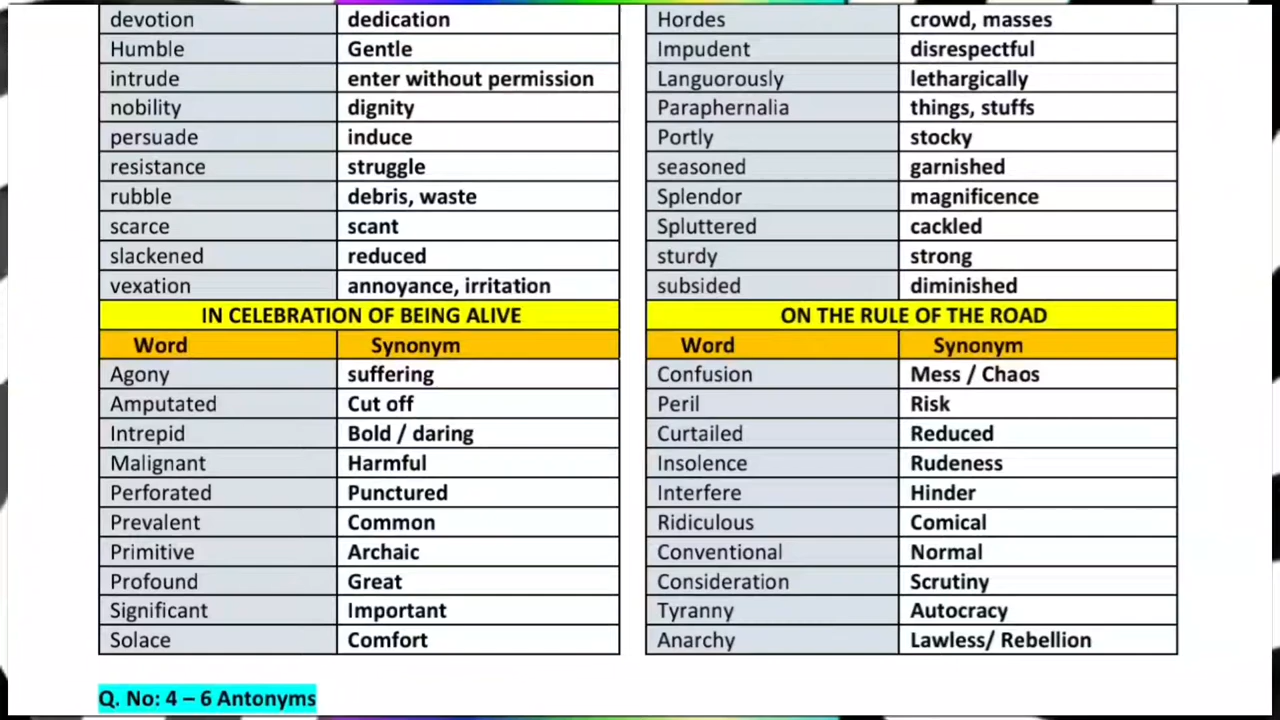 devotion dedication
Humble Gentle
intrude enter without permission
nobility dignity
persuade induce
resistance struggle
rubble debris, waste
scarce scant
slackened reduced
vexation annoyance, irritation
IN CELEBRATION OF BEING ALIVE
Word Synonym
Agony suffering
Amputated Cut off
Intrepid Bold / daring
Malignant Harmful
Perforated Punctured
Prevalent Common
Primitive Archaic
Profound Great
Significant Important
Solace Comfort
Hordes crowd, masses
Impudent disrespectful
Languorously lethargically
Paraphernalia things, stuffs
Portly stocky
seasoned garnished
Splendor magnificence
Spluttered cackled
sturdy strong
subsided diminished
ON THE RULE OF THE ROAD
Word Synonym
Confusion Mess / Chaos
Peril Risk
Curtailed Reduced
Insolence Rudeness
Interfere Hinder
Ridiculous Comical
Conventional Normal
Consideration Scrutiny
Tyranny Autocracy
Anarchy Lawless/ Rebellion
Q. No: 4 – 6 Antonyms